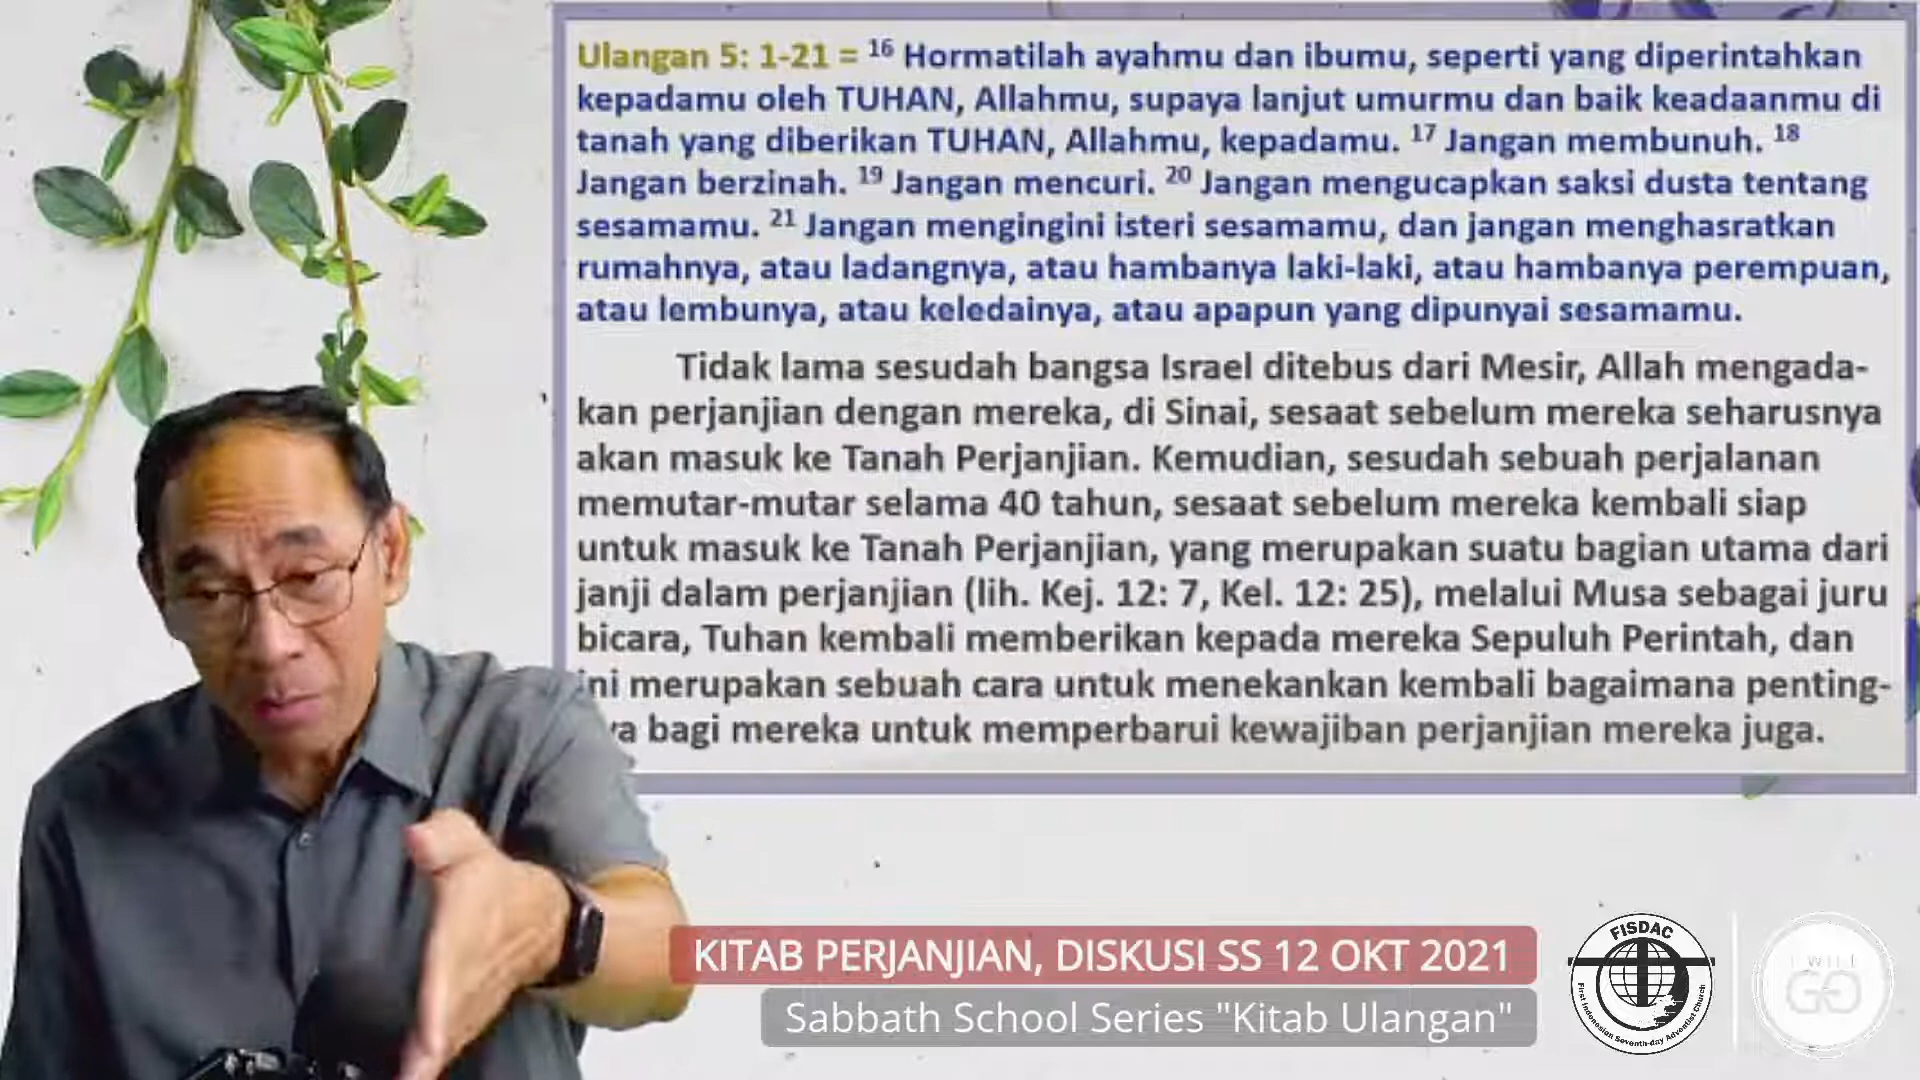 Ulangan 5: 1-21 = 16 Hormatilah ayahmu dan ibumu, seperti yang diperintahkan
kepadamu oleh TUHAN, Allahmu, supaya lanjut umurmu dan baik keadaanmu di
tanah yang diberikan TUHAN, Allahmu, kepadamu. 17 Jangan membunuh. 18
Jangan berzinah. 19 Jangan mencuri. 20 Jangan mengucapkan saksi dusta tentang
sesamamu. 21 Jangan mengingini isteri sesamamu, dan jangan menghasratkan
rumahnya, atau ladangnya, atau hambanya laki-laki, atau hambanya perempuan,
atau lembunya, atau keledainya, atau apapun yang dipunyai sesamamu.
Tidak lama sesudah bangsa Israel ditebus dari Mesir, Allah mengada-
kan perjanjian dengan mereka, di Sinai, sesaat sebelum mereka seharusnya
akan masuk ke Tanah Perjanjian. Kemudian, sesudah sebuah perjalanan
memutar-mutar selama 40 tahun, sesaat sebelum mereka kembali siap
untuk masuk ke Tanah Perjanjian, yang merupakan suatu bagian utama dari
janji dalam perjanjian (lih. Kej. 12: 7, Kel. 12: 25), melalui Musa sebagai juru
bicara, Tuhan kembali memberikan kepada mereka Sepuluh Perintah, dan
ini merupakan sebuah cara untuk menekankan kembali bagaimana penting-
ya bagi mereka untuk memperbarui kewajiban perjanjian mereka juga.
KITAB PERJANJIAN, DISKUSI SS 12 OKT 2021
Sabbath School Series "Kitab Ulangan"
FISDAC
First Indonesian Seventh-day Adventist Church
I WILL
GO